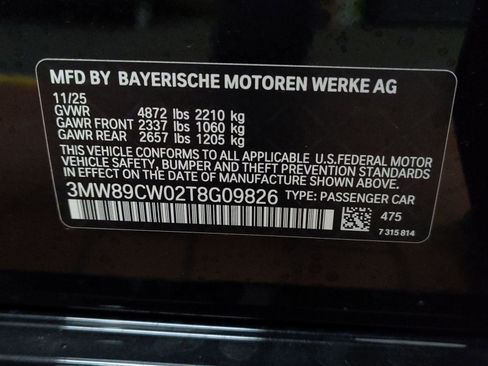 MFD BY BAYERISCHE MOTOREN WERKE AG
11/25
GVWR 4872 lbs 2210 kg
GAWR FRONT 2337 lbs 1060 kg
GAWR REAR 2657 lbs 1205 kg
THIS VEHICLE CONFORMS TO ALL APPLICABLE U.S.FEDERAL MOTOR
VEHICLE SAFETY, BUMPER AND THEFT PREVENTION STANDARDS
IN EFFECT ON THE DATE OF MANUFACTURE SHOWN ABOVE.
3MW89CW02T8G09826 TYPE: PASSENGER CAR
475
7 315 814